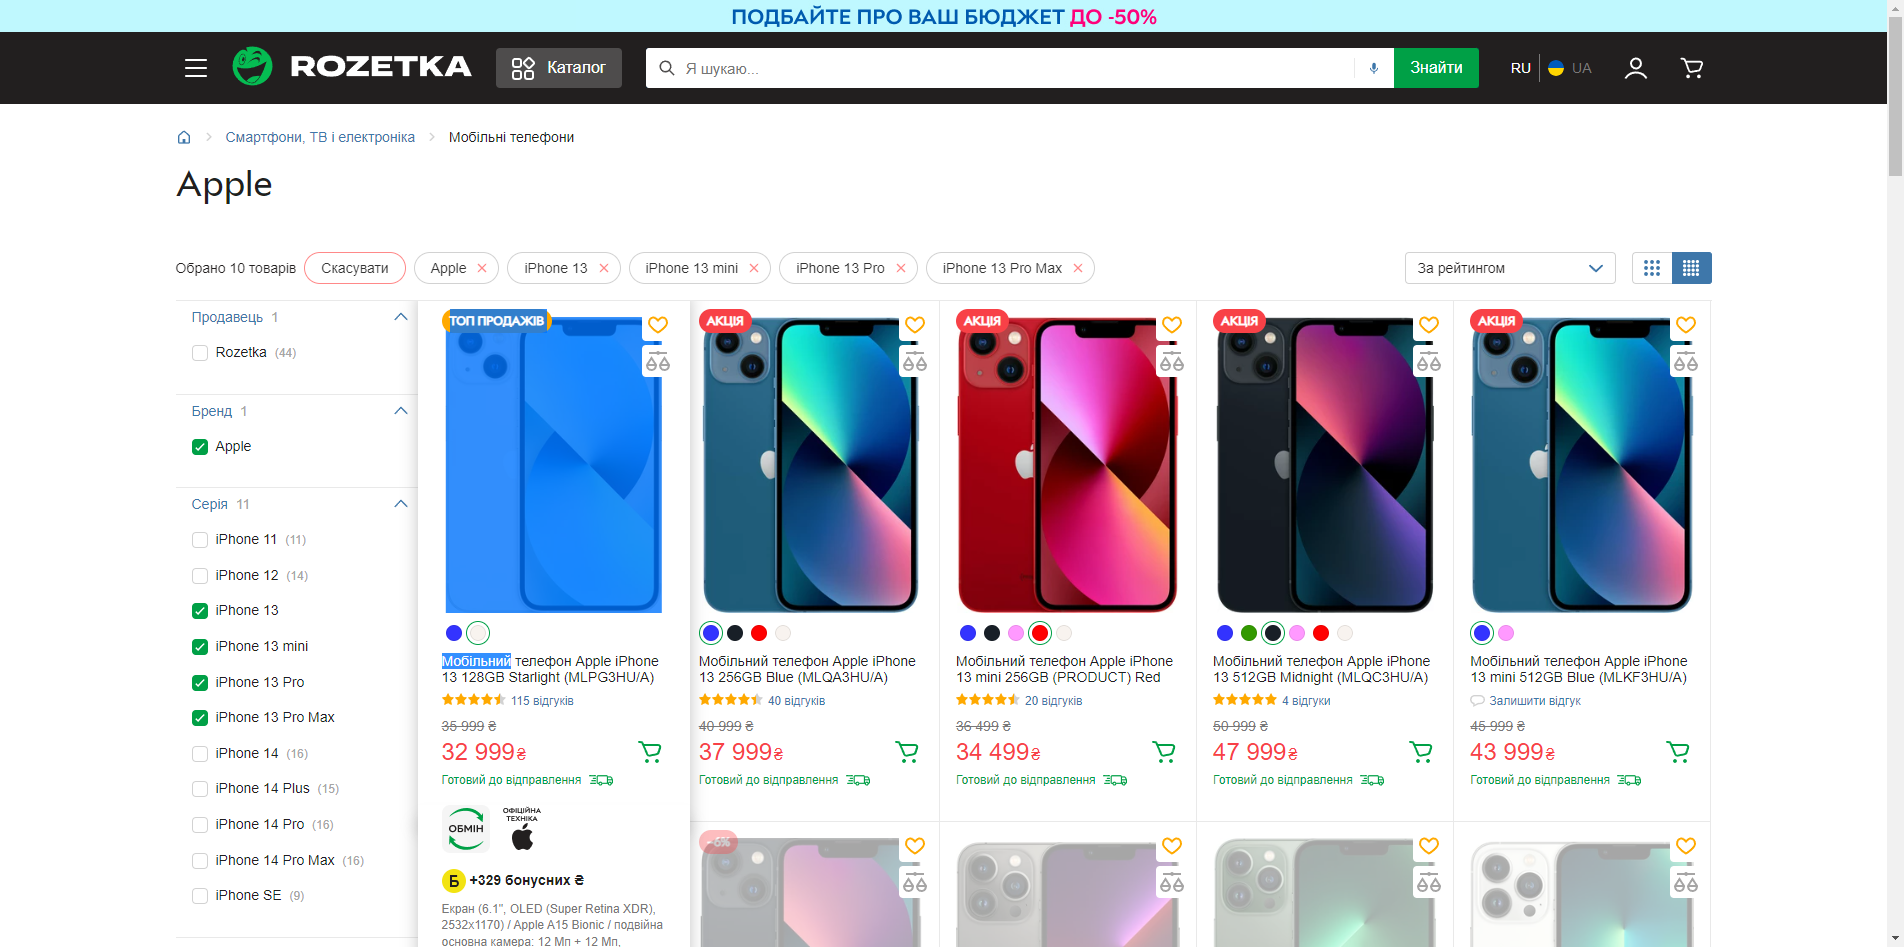 ПОДБАЙТЕ ПРО ВАШ БЮДЖЕТ ДО -50%
ROZETKA
Каталог
Я шукаю...
Знайти
RU
UA
Смартфони, ТВ і електроніка
Мобільні телефони
Apple
Обрано 10 товарів
Скасувати
Apple
iPhone 13
iPhone 13 mini
iPhone 13 Pro
iPhone 13 Pro Max
За рейтингом
Продавець 1
Rozetka (44)
Бренд 1
Apple
Серія 11
iPhone 11 (11)
iPhone 12 (14)
iPhone 13
iPhone 13 mini
iPhone 13 Pro
iPhone 13 Pro Max
iPhone 14 (16)
iPhone 14 Plus (15)
iPhone 14 Pro (16)
iPhone 14 Pro Max (16)
iPhone SE (9)
ТОП ПРОДАЖІВ
Мобільний телефон Apple iPhone
13 128GB Starlight (MLPG3HU/A)
115 відгуків
35 999 ₴
32 999 ₴
Готовий до відправлення
ОБМІН
ОФІЦІЙНА
ТЕХНІКА
Б +329 бонусних ₴
Екран (6.1", OLED (Super Retina XDR),
2532x1170) / Apple A15 Bionic / подвійна
основна камера: 12 Мп + 12 Мп,
АКЦІЯ
Мобільний телефон Apple iPhone
13 256GB Blue (MLQA3HU/A)
40 відгуків
40 999 ₴
37 999 ₴
Готовий до відправлення
АКЦІЯ
Мобільний телефон Apple iPhone
13 mini 256GB (PRODUCT) Red
20 відгуків
36 499 ₴
34 499 ₴
Готовий до відправлення
АКЦІЯ
Мобільний телефон Apple iPhone
13 512GB Midnight (MLQC3HU/A)
4 відгуки
50 999 ₴
47 999 ₴
Готовий до відправлення
АКЦІЯ
Мобільний телефон Apple iPhone
13 mini 512GB Blue (MLKF3HU/A)
Залишити відгук
45 999 ₴
43 999 ₴
Готовий до відправлення
-6%